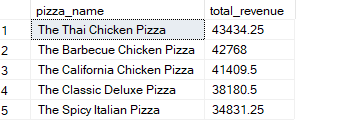 pizza_name total_revenue
1 The Thai Chicken Pizza 43434.25
2 The Barbecue Chicken Pizza 42768
3 The California Chicken Pizza 41409.5
4 The Classic Deluxe Pizza 38180.5
5 The Spicy Italian Pizza 34831.25